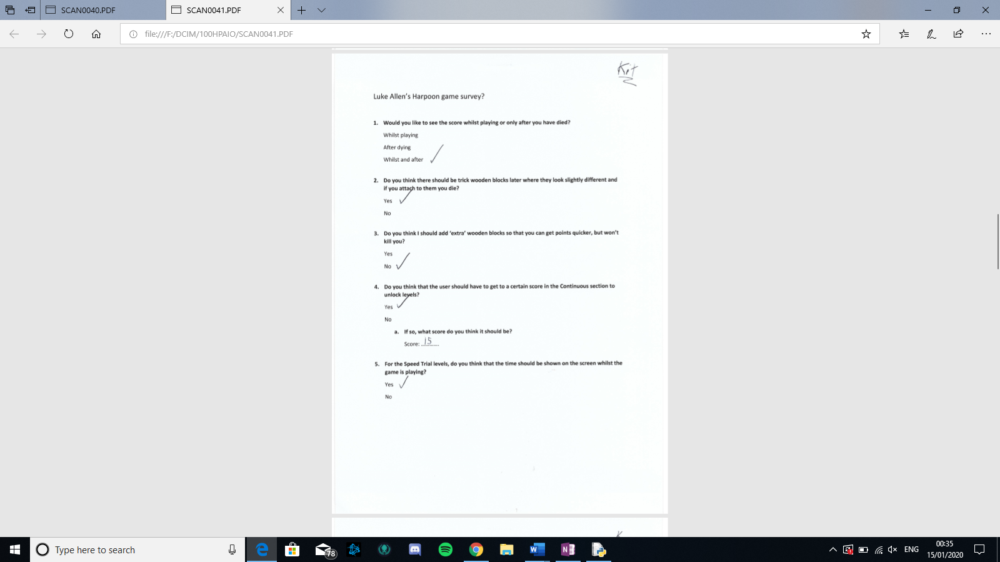 SCAN0040.PDF
SCAN0041.PDF
file:///F:/DCIM/100HPAIO/SCAN0041.PDF
Kit
Luke Allen's Harpoon game survey?
1. Would you like to see the score whilst playing or only after you have died?
Whilst playing
After dying
Whilst and after
2. Do you think there should be trick wooden blocks later where they look slightly different and
if you attach to them you die?
Yes
No
3. Do you think I should add 'extra' wooden blocks so that you can get points quicker, but won't
kill you?
Yes
No
4. Do you think that the user should have to get to a certain score in the Continuous section to
unlock levels?
Yes
No
a. If so, what score do you think it should be?
Score: 15
5. For the Speed Trial levels, do you think that the time should be shown on the screen whilst the
game is playing?
Yes
No
Type here to search
78
ENG
00:35
15/01/2020